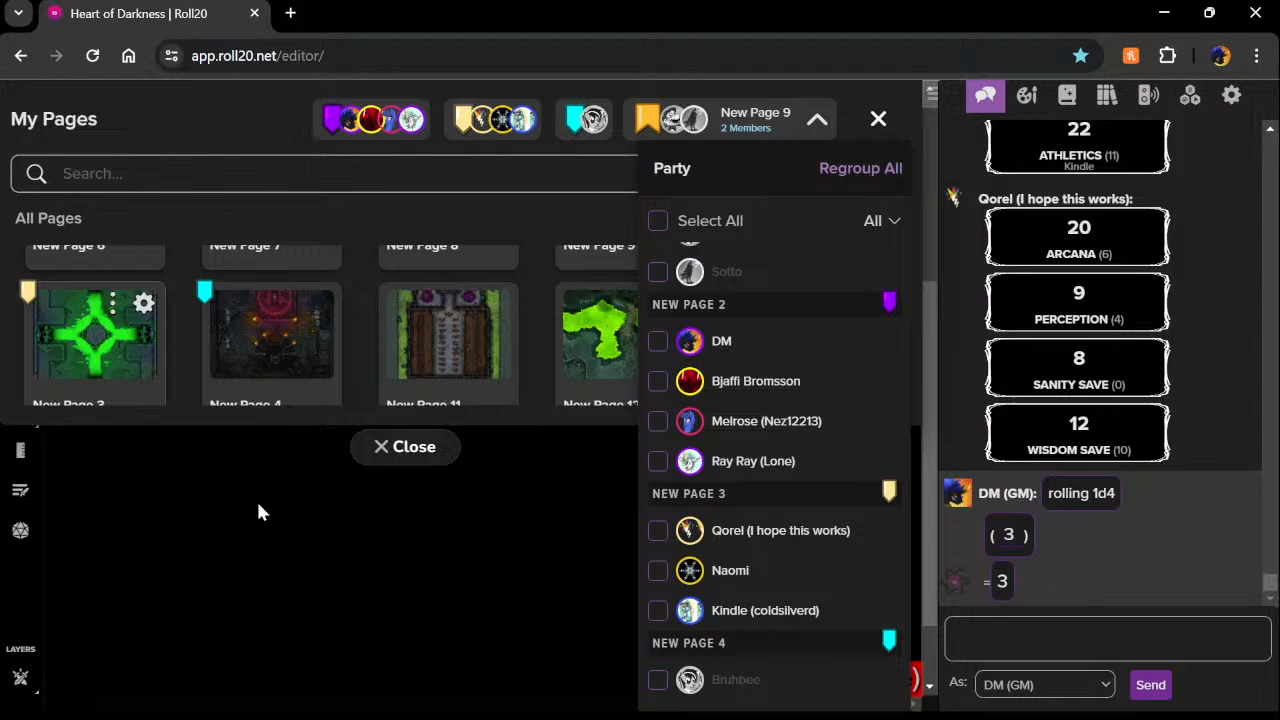 Heart of Darkness | Roll20
app.roll20.net/editor/
My Pages
New Page 9
2 Members
Search...
All Pages
New Page 6
New Page 7
New Page 8
New Page 9
New Page 3
New Page 4
New Page 11
New Page 12
Close
LAYERS
Party
Regroup All
Select All
All
Sotto
NEW PAGE 2
DM
Bjaffi Bromsson
Melrose (Nez12213)
Ray Ray (Lone)
NEW PAGE 3
Qorel (I hope this works)
Naomi
Kindle (coldsilverd)
NEW PAGE 4
Bruhbee
22
ATHLETICS (11)
Kindle
Qorel (I hope this works):
20
ARCANA (6)
9
PERCEPTION (4)
8
SANITY SAVE (0)
12
WISDOM SAVE (10)
DM (GM): rolling 1d4
( 3 )
=3
As: DM (GM) Send